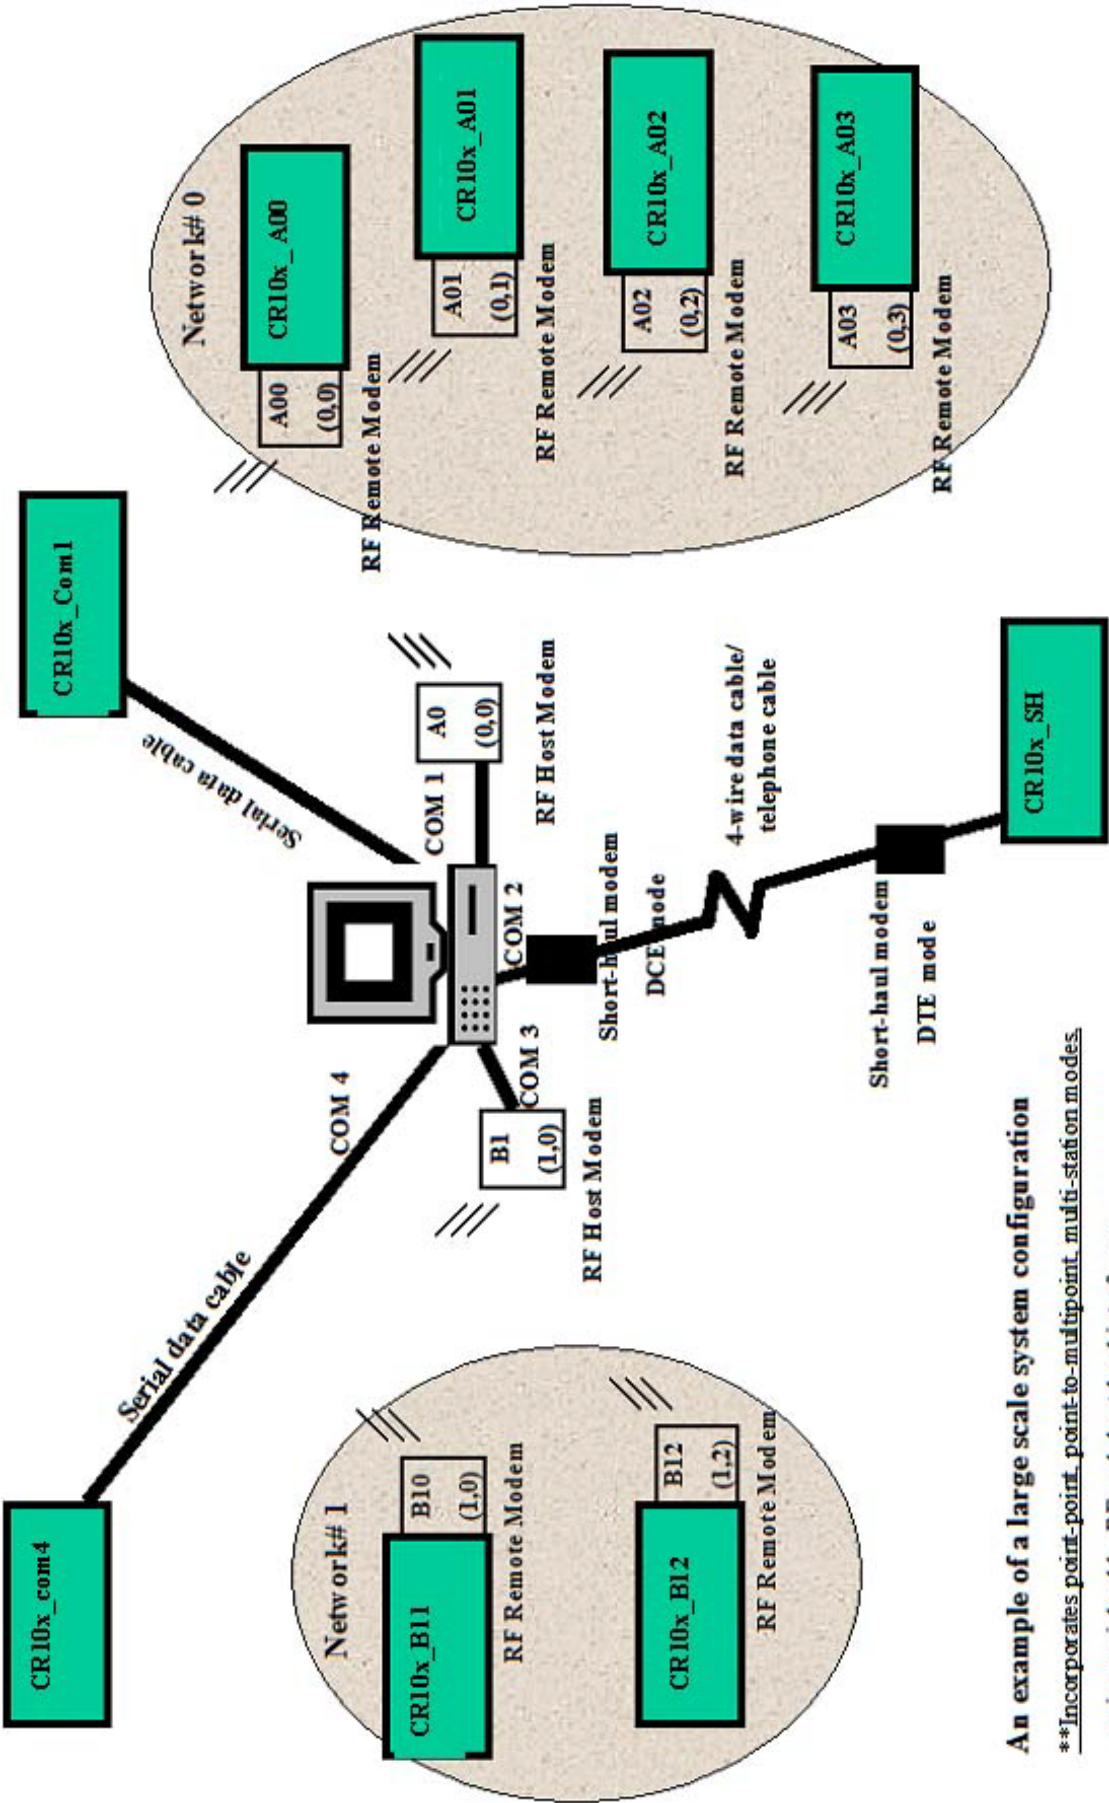 CR10x_com4
Serial data cable
COM 4
CR10x_Com1
Serial data cable
COM 1
A0
(0,0)
RF Host Modem
COM 2
Short-haul modem
DCE mode
4-wire data cable/
telephone cable
Short-haul modem
DTE mode
CR10x_SH
COM 3
B1
(1,0)
RF Host Modem
Network# 1
CR10x_B11
B10
(1,0)
RF Remote Modem
CR10x_B12
B12
(1,2)
RF Remote Modem
Network# 0
A00
(0,0)
CR10x_A00
RF Remote Modem
A01
(0,1)
CR10x_A01
RF Remote Modem
A02
(0,2)
CR10x_A02
RF Remote Modem
A03
(0,3)
CR10x_A03
RF Remote Modem
An example of a large scale system configuration
**Incorporates point-point, point-to-multipoint, multi-station modes,